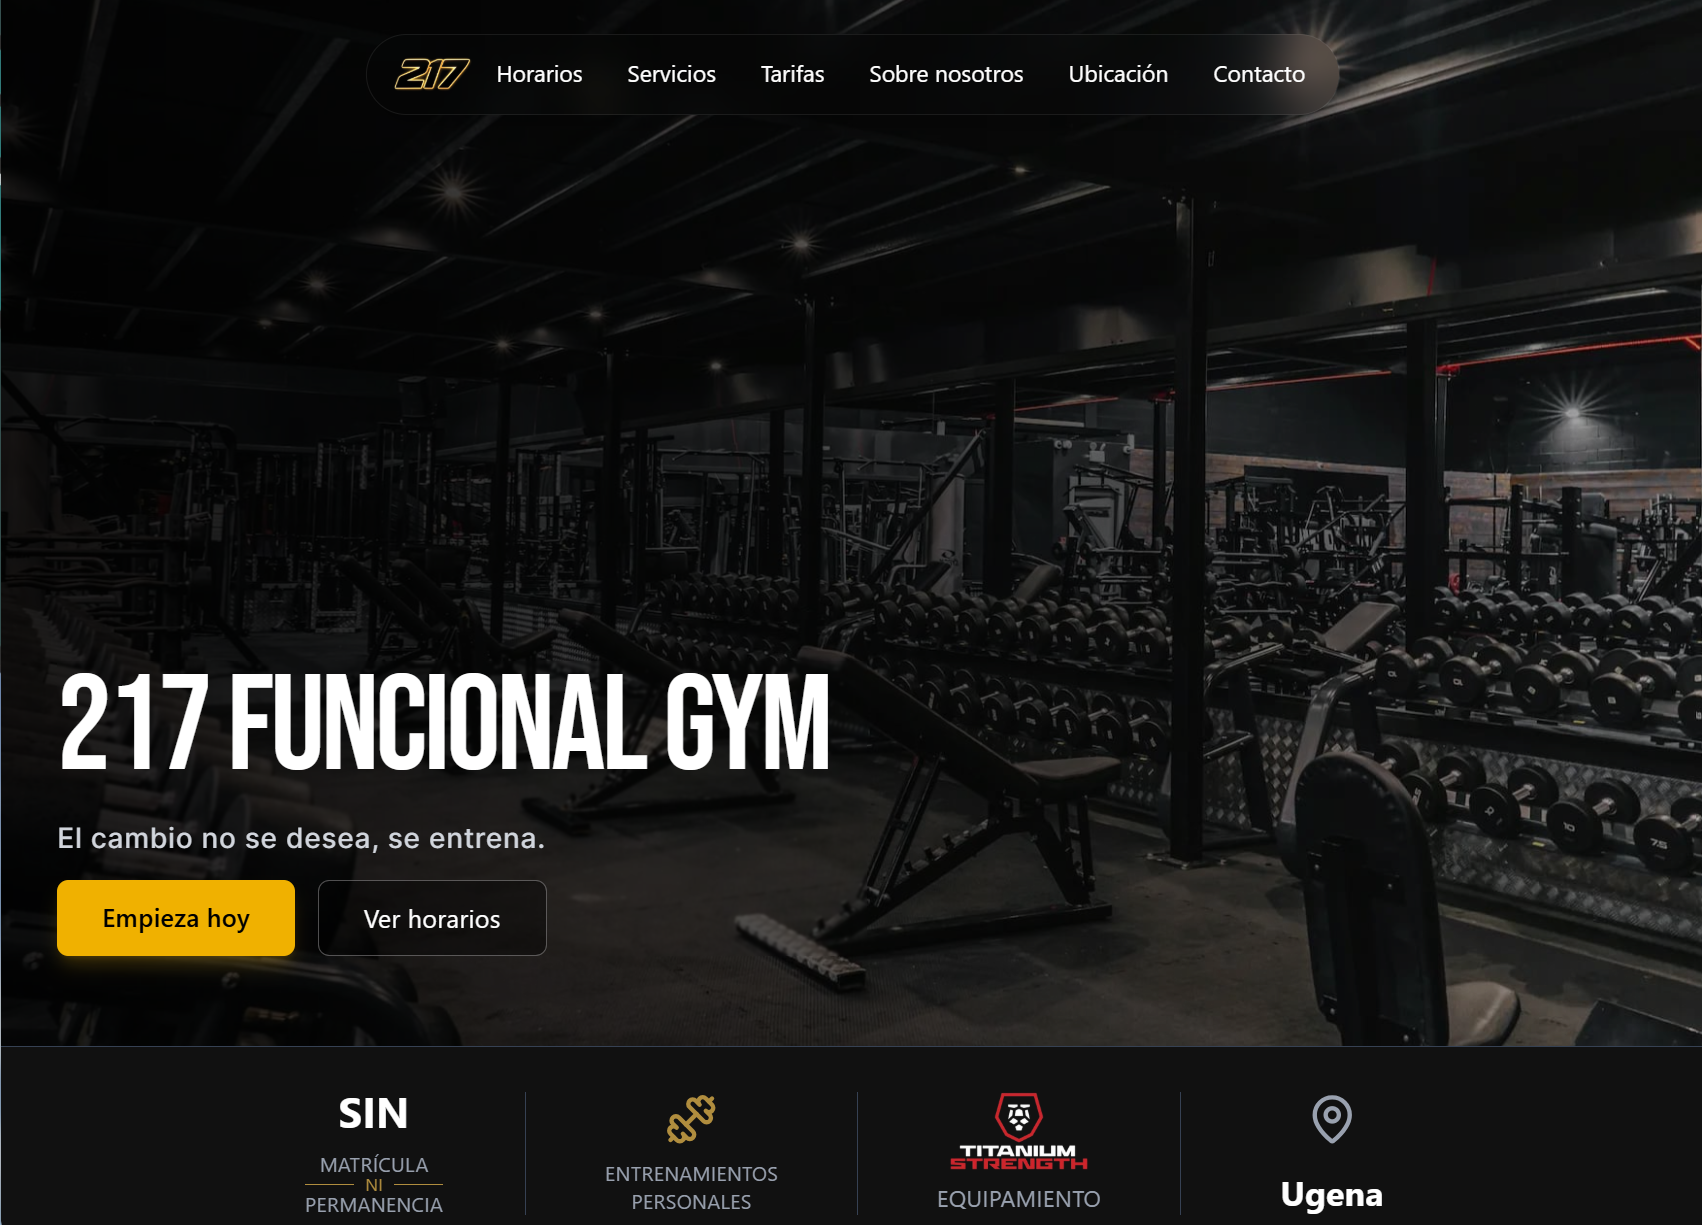 217
Horarios
Servicios
Tarifas
Sobre nosotros
Ubicación
Contacto
217 FUNCIONAL GYM
El cambio no se desea, se entrena.
Empieza hoy
Ver horarios
SIN
MATRÍCULA
NI
PERMANENCIA
ENTRENAMIENTOS
PERSONALES
TITANIUM
STRENGTH
EQUIPAMIENTO
Ugena